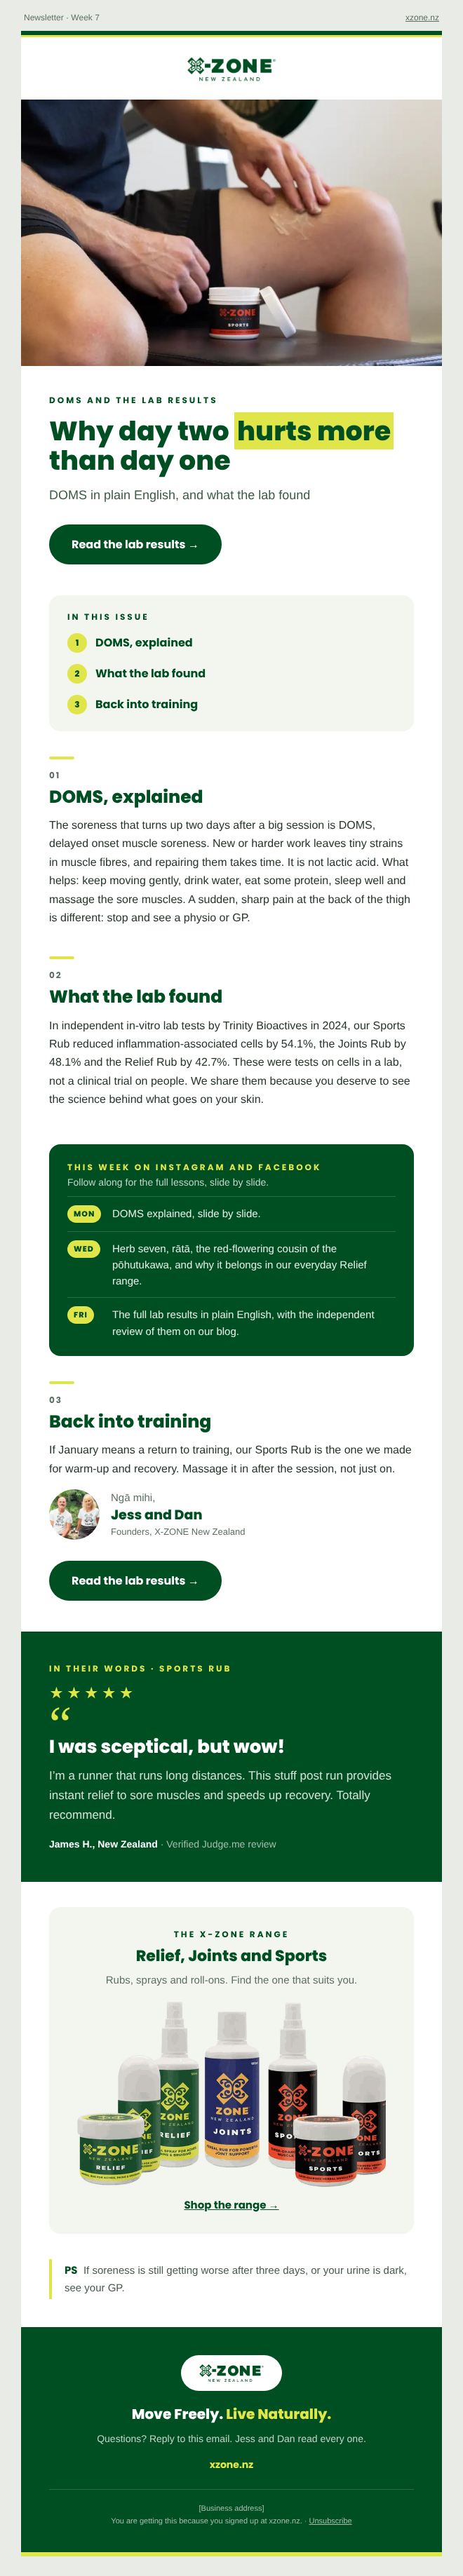 Newsletter · Week 7
xzone.nz
X-ZONE
NEW ZEALAND
X-ZONE
SPORTS
DOMS AND THE LAB RESULTS
Why day two hurts more
than day one
DOMS in plain English, and what the lab found
Read the lab results →
IN THIS ISSUE
1 DOMS, explained
2 What the lab found
3 Back into training
01
DOMS, explained
The soreness that turns up two days after a big session is DOMS,
delayed onset muscle soreness. New or harder work leaves tiny strains
in muscle fibres, and repairing them takes time. It is not lactic acid. What
helps: keep moving gently, drink water, eat some protein, sleep well and
massage the sore muscles. A sudden, sharp pain at the back of the thigh
is different: stop and see a physio or GP.
02
What the lab found
In independent in-vitro lab tests by Trinity Bioactives in 2024, our Sports
Rub reduced inflammation-associated cells by 54.1%, the Joints Rub by
48.1% and the Relief Rub by 42.7%. These were tests on cells in a lab,
not a clinical trial on people. We share them because you deserve to see
the science behind what goes on your skin.
THIS WEEK ON INSTAGRAM AND FACEBOOK
Follow along for the full lessons, slide by slide.
MON DOMS explained, slide by slide.
WED Herb seven, rātā, the red-flowering cousin of the
pōhutukawa, and why it belongs in our everyday Relief
range.
FRI The full lab results in plain English, with the independent
review of them on our blog.
03
Back into training
If January means a return to training, our Sports Rub is the one we made
for warm-up and recovery. Massage it in after the session, not just on.
Ngā mihi,
Jess and Dan
Founders, X-ZONE New Zealand
Read the lab results →
IN THEIR WORDS · SPORTS RUB
★★★★★
“
I was sceptical, but wow!
I’m a runner that runs long distances. This stuff post run provides
instant relief to sore muscles and speeds up recovery. Totally
recommend.
James H., New Zealand · Verified Judge.me review
THE X-ZONE RANGE
Relief, Joints and Sports
Rubs, sprays and roll-ons. Find the one that suits you.
X-ZONE
RELIEF
ZONE
RELIEF
ZONE
NEW ZEALAND
JOINTS
X-ZONE
SPORTS
Shop the range →
PS If soreness is still getting worse after three days, or your urine is dark,
see your GP.
X-ZONE
NEW ZEALAND
Move Freely. Live Naturally.
Questions? Reply to this email. Jess and Dan read every one.
xzone.nz
[Business address]
You are getting this because you signed up at xzone.nz. · Unsubscribe